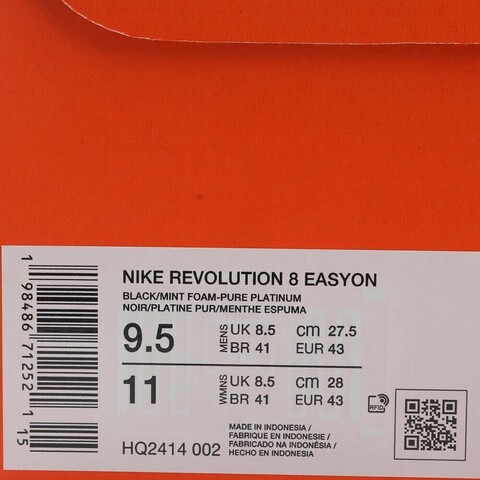 NIKE REVOLUTION 8 EASYON
BLACK/MINT FOAM-PURE PLATINUM
NOIR/PLATINE PUR/MENTHE ESPUMA
9.5 MENS UK 8.5 CM 27.5
BR 41 EUR 43
11 WMNS UK 8.5 CM 28
BR 41 EUR 43
RFID
MADE IN INDONESIA /
FABRIQUE EN INDONESIE /
FABRICADO NA INDONÉSIA /
HECHO EN INDONESIA
HQ2414 002
1 98486 71252 1 15